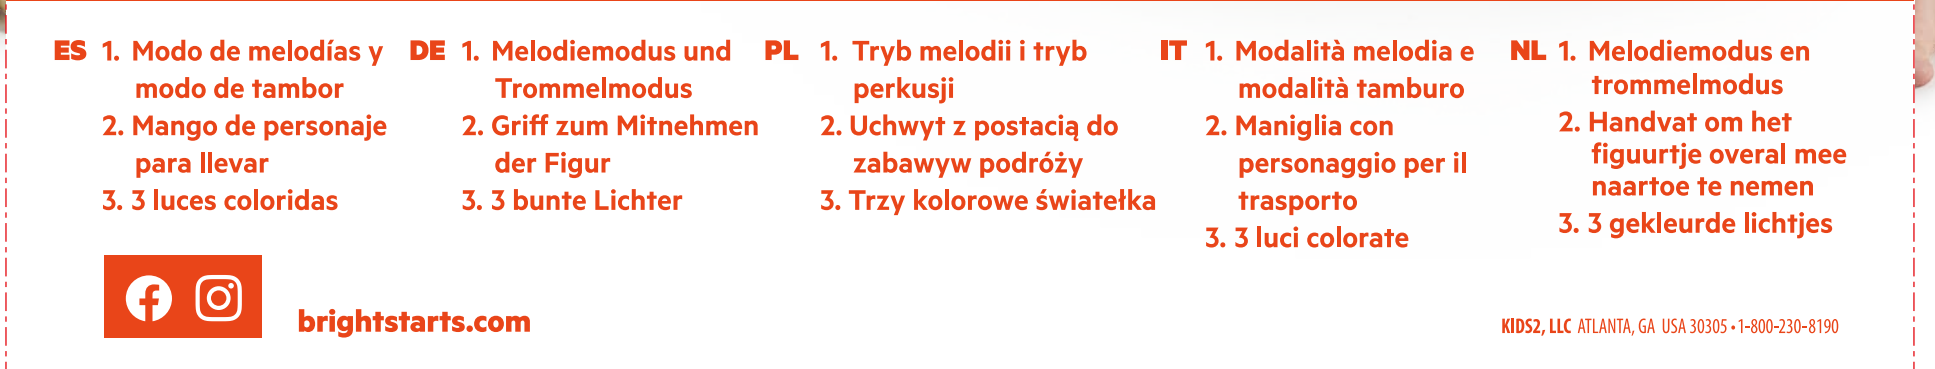 ES 1. Modo de melodías y
modo de tambor
2. Mango de personaje
para llevar
3. 3 luces coloridas
DE 1. Melodiemodus und
Trommelmodus
2. Griff zum Mitnehmen
der Figur
3. 3 bunte Lichter
PL 1. Tryb melodii i tryb
perkusji
2. Uchwyt z postacią do
zabawyw podróży
3. Trzy kolorowe światełka
IT 1. Modalità melodia e
modalità tamburo
2. Maniglia con
personaggio per il
trasporto
3. 3 luci colorate
NL 1. Melodiemodus en
trommelmodus
2. Handvat om het
figuurtje overal mee
naartoe te nemen
3. 3 gekleurde lichtjes
brightstarts.com
KIDS2, LLC ATLANTA, GA USA 30305 • 1-800-230-8190